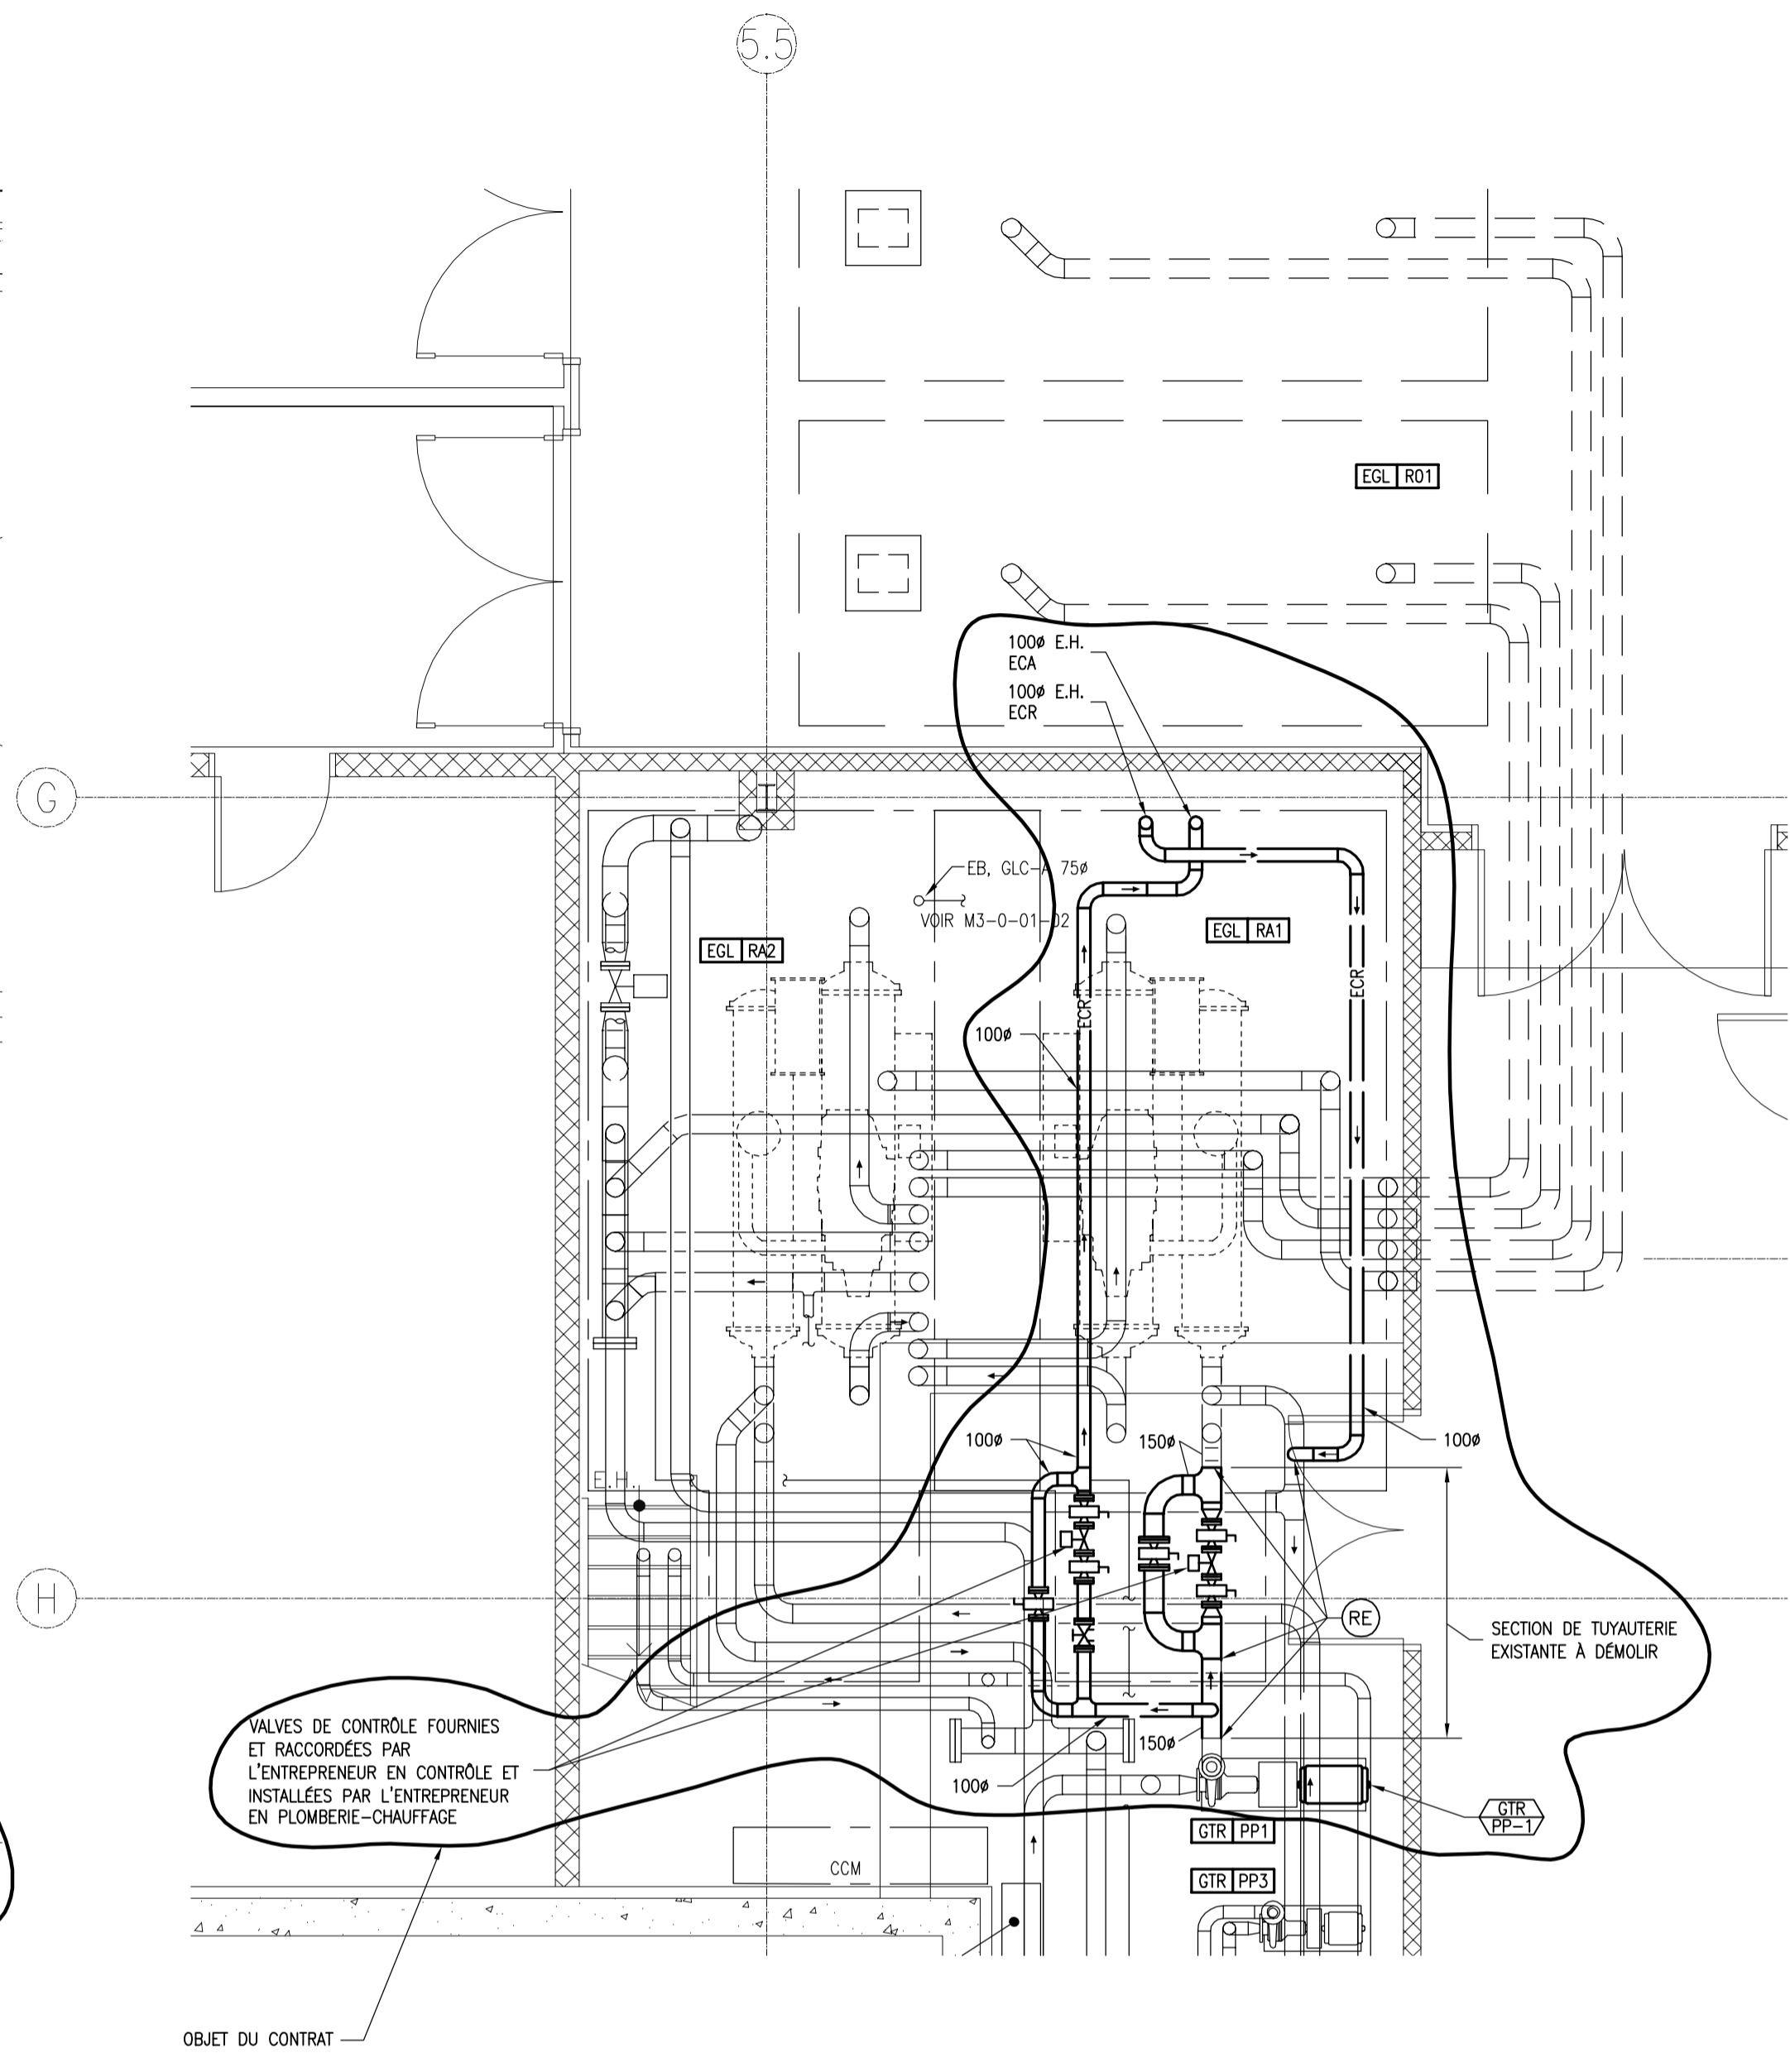 5.5
EGL R01
100ø E.H.
ECA
100ø E.H.
ECR
G
EB, GLC-A 75ø
VOIR M3-0-01-02
EGL RA2
EGL RA1
ECR
ECR
100ø
100ø
150ø
100ø
E.H.
H
RE
SECTION DE TUYAUTERIE
EXISTANTE À DÉMOLIR
VALVES DE CONTRÔLE FOURNIES
ET RACCORDÉES PAR
L'ENTREPRENEUR EN CONTRÔLE ET
INSTALLÉES PAR L'ENTREPRENEUR
EN PLOMBERIE-CHAUFFAGE
150ø
100ø
GTR
PP-1
GTR PP1
CCM
GTR PP3
OBJET DU CONTRAT